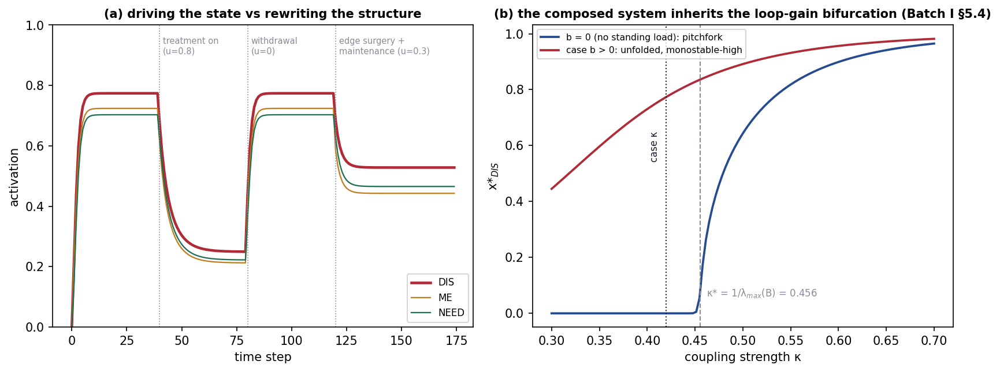 (a) driving the state vs rewriting the structure
1.0
0.8
0.6
0.4
0.2
0.0
activation
treatment on
(u=0.8)
withdrawal
(u=0)
edge surgery +
maintenance (u=0.3)
DIS
ME
NEED
0 25 50 75 100 125 150 175
time step
(b) the composed system inherits the loop-gain bifurcation (Batch I §5.4)
b = 0 (no standing load): pitchfork
case b > 0: unfolded, monostable-high
1.0
0.8
0.6
0.4
0.2
0.0
x*DIS
case κ
κ* = 1/λmax(B) = 0.456
0.30 0.35 0.40 0.45 0.50 0.55 0.60 0.65 0.70
coupling strength κ